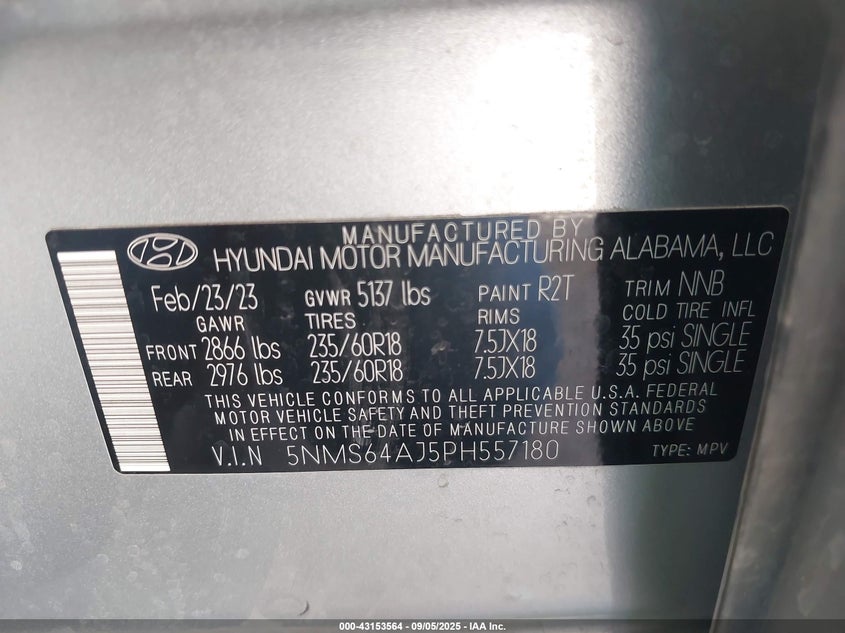 MANUFACTURED BY
HYUNDAI MOTOR MANUFACTURING ALABAMA, LLC
Feb/23/23 GVWR 5137 lbs PAINT R2T TRIM NNB
GAWR TIRES RIMS COLD TIRE INFL
FRONT 2866 lbs 235/60R18 7.5JX18 35 psi SINGLE
REAR 2976 lbs 235/60R18 7.5JX18 35 psi SINGLE
THIS VEHICLE CONFORMS TO ALL APPLICABLE U.S.A. FEDERAL
MOTOR VEHICLE SAFETY AND THEFT PREVENTION STANDARDS
IN EFFECT ON THE DATE OF MANUFACTURE SHOWN ABOVE
V.I.N 5NMS64AJ5PH557180 TYPE: MPV
000-43153564 - 09/05/2025 - IAA Inc.